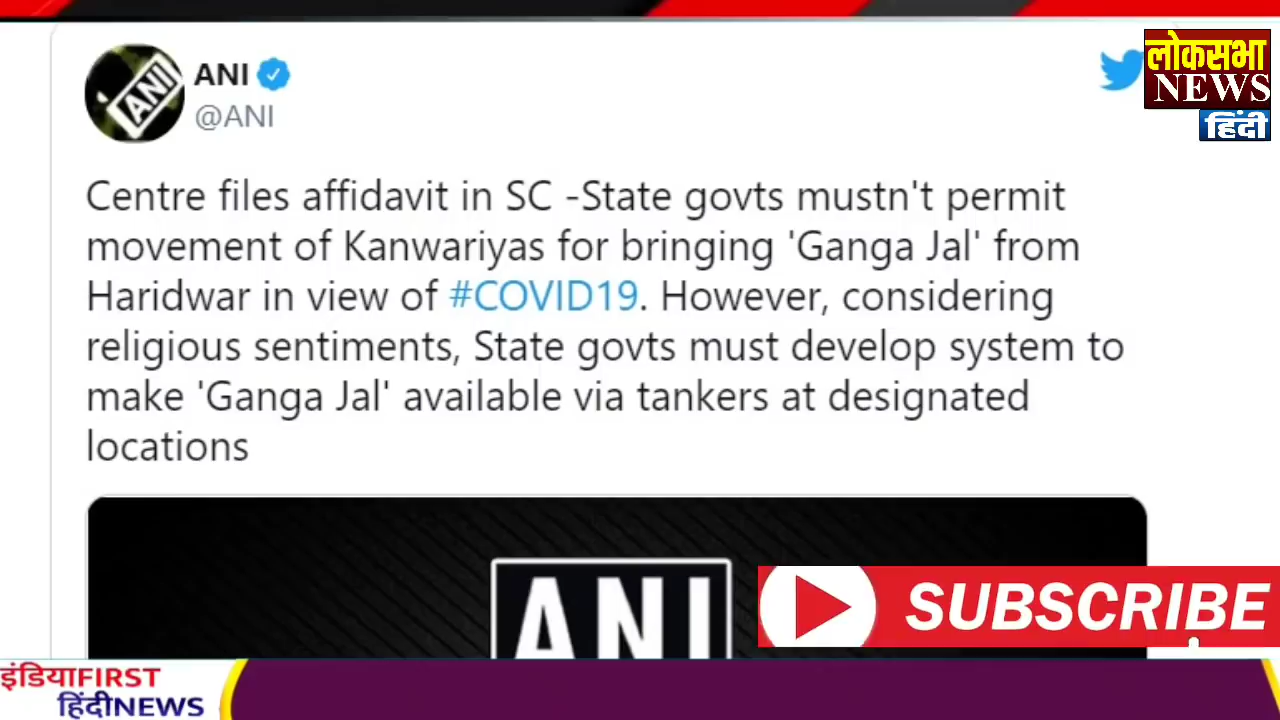 ANI
@ANI
लोकसभा
NEWS
हिंदी
Centre files affidavit in SC -State govts mustn't permit
movement of Kanwariyas for bringing 'Ganga Jal' from
Haridwar in view of #COVID19. However, considering
religious sentiments, State govts must develop system to
make 'Ganga Jal' available via tankers at designated
locations
ANI
SUBSCRIBE
इंडियाFIRST
हिंदीNEWS